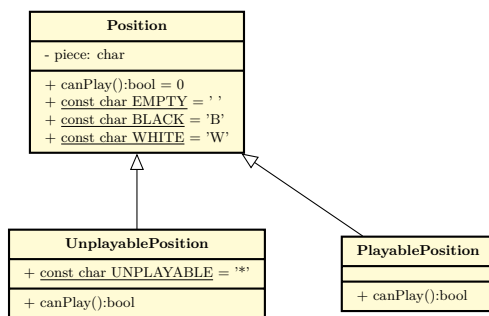 Position
- piece: char
+ canPlay():bool = 0
+ const char EMPTY = ' '
+ const char BLACK = 'B'
+ const char WHITE = 'W'
UnplayablePosition
+ const char UNPLAYABLE = '*'
+ canPlay():bool
PlayablePosition
+ canPlay():bool